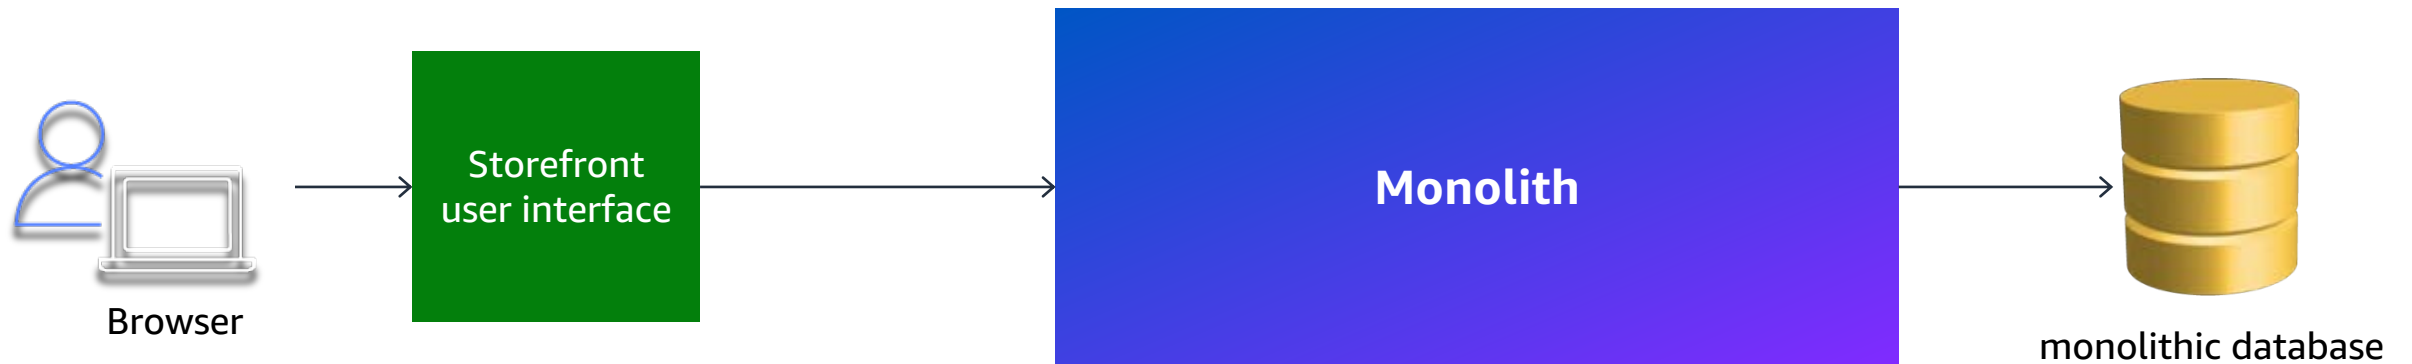 Browser
Storefront
user interface
Monolith
monolithic database